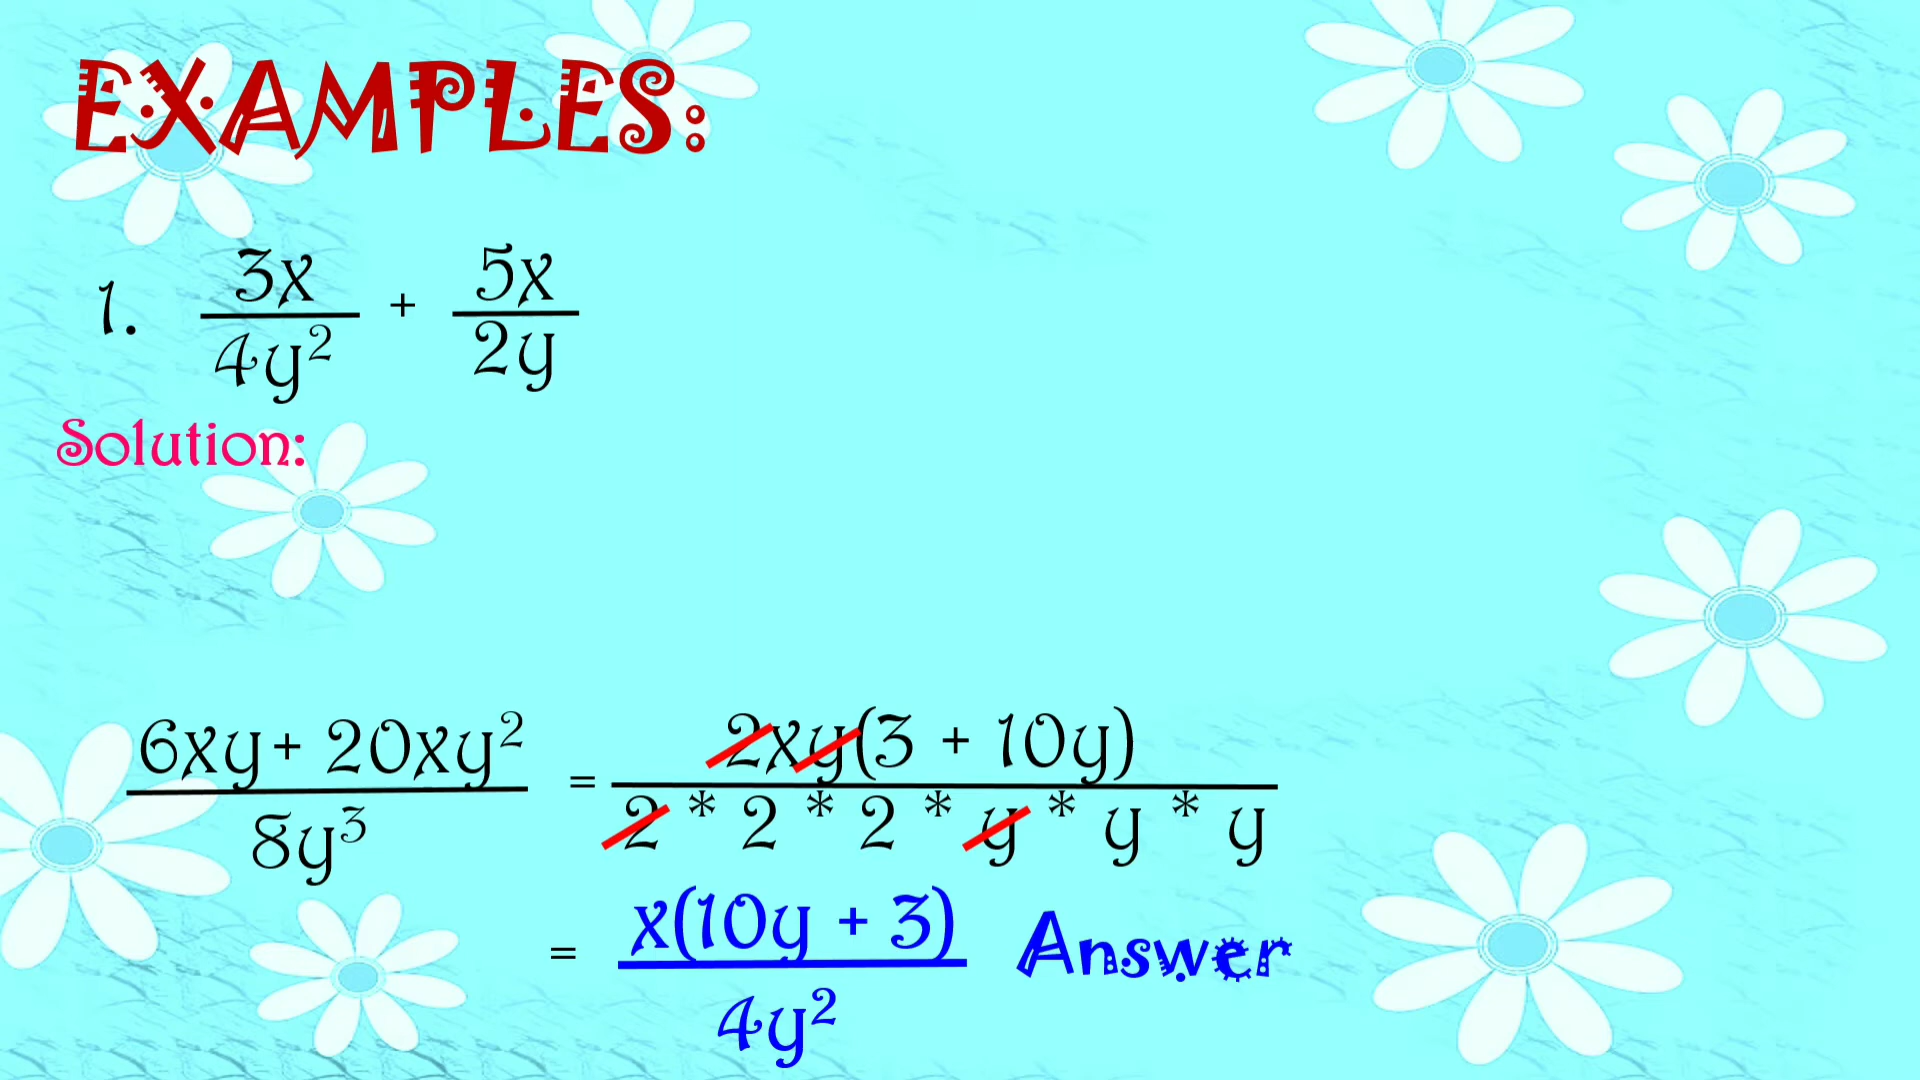 EXAMPLES:
1. 3x/4y² + 5x/2y
Solution:
6xy+ 20xy²/8y³ = 2xy(3 + 10y)/2 * 2 * 2 * y * y * y
= x(10y + 3)/4y² Answer